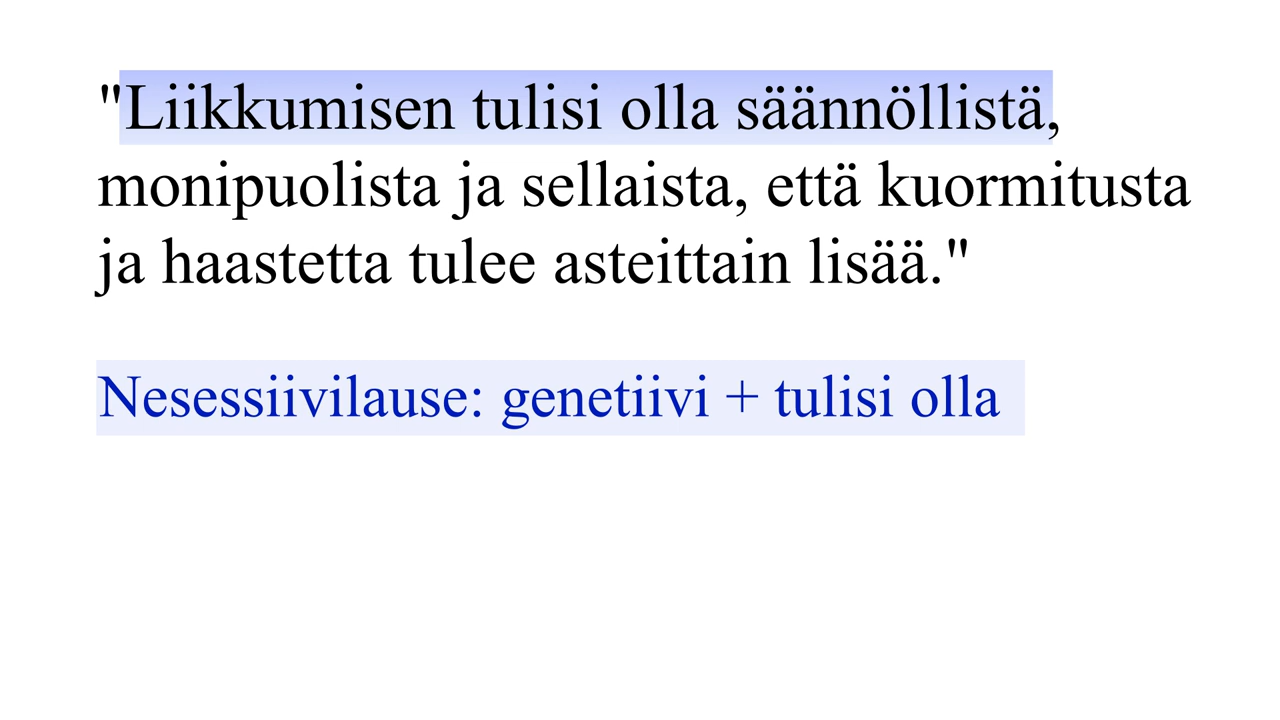 "Liikkumisen tulisi olla säännöllistä,
monipuolista ja sellaista, että kuormitusta
ja haastetta tulee asteittain lisää."
Nesessiivilause: genetiivi + tulisi olla